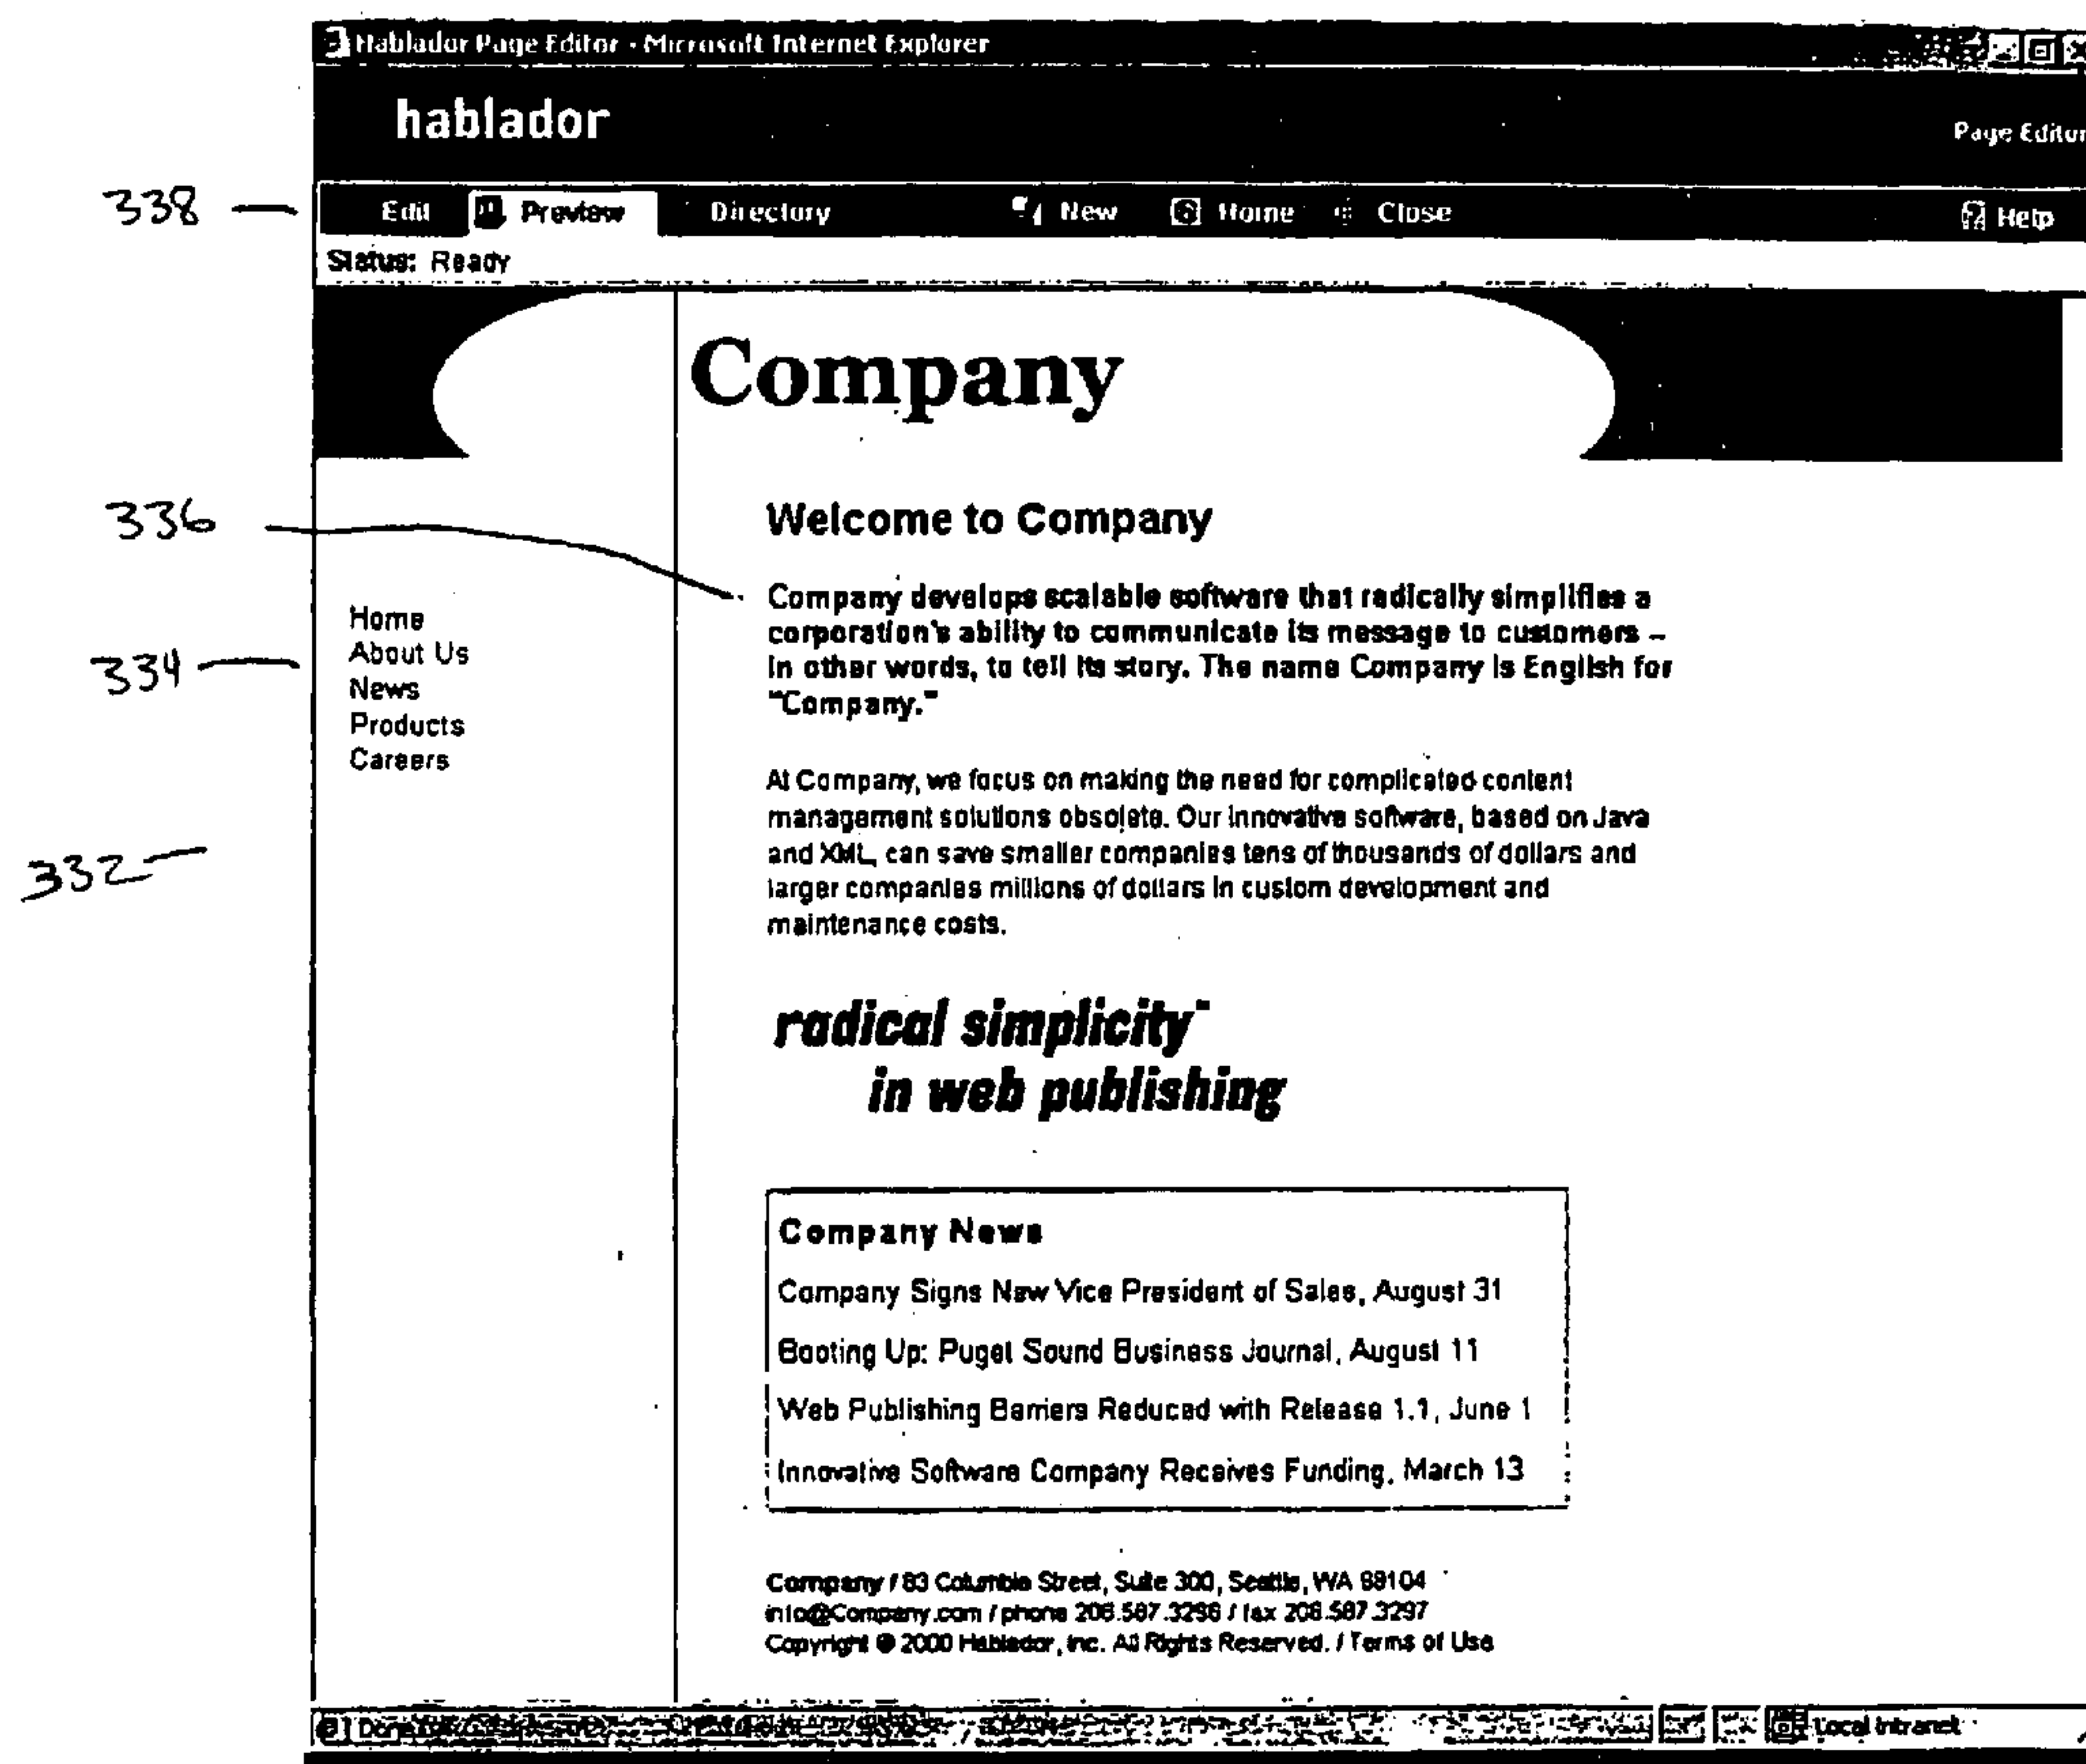 Hablador Page Editor - Microsoft Internet Explorer
hablador
Page Editor
338
Edit Preview Directory New Home Close Help
Status: Ready
Company
336
Welcome to Company
Company develops scalable software that radically simplifies a
corporation's ability to communicate its message to customers –
In other words, to tell its story. The name Company is English for
"Company."
334
Home
About Us
News
Products
Careers
332
At Company, we focus on making the need for complicated content
management solutions obsolete. Our innovative software, based on Java
and XML, can save smaller companies tens of thousands of dollars and
larger companies millions of dollars in custom development and
maintenance costs.
radical simplicity™
in web publishing
Company News
Company Signs New Vice President of Sales, August 31
Booting Up: Puget Sound Business Journal, August 11
Web Publishing Barriers Reduced with Release 1.1, June 1
Innovative Software Company Receives Funding, March 13
Company / 83 Columbia Street, Suite 300, Seattle, WA 98104
info@Company.com / phone 206.587.3296 / fax 206.587.3297
Copyright © 2000 Hablador, Inc. All Rights Reserved. / Terms of Use
Done
Local intranet